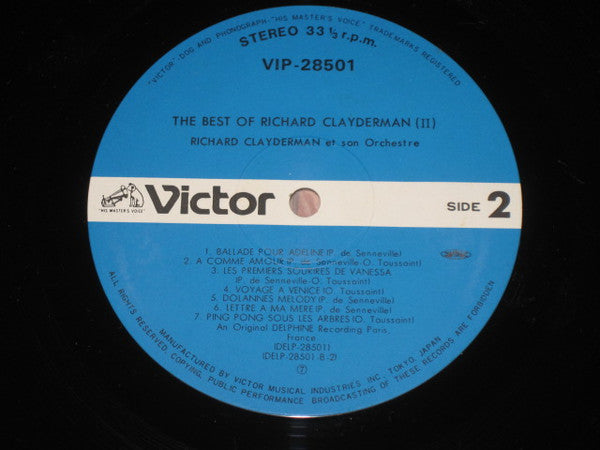 "VICTOR"·DOG AND PHONOGRAPH·"HIS MASTER'S VOICE" TRADEMARKS REGISTERED
STEREO 33 1/3 r.p.m.
VIP-28501
THE BEST OF RICHARD CLAYDERMAN (II)
RICHARD CLAYDERMAN et son Orchestre
"HIS MASTER'S VOICE"
Victor
SIDE 2
1. BALLADE POUR ADELINE(P. de Senneville)
2. A COMME AMOUR(P. de Senneville-O. Toussaint)
3. LES PREMIERS SOURIRES DE VANESSA
(P. de Senneville-O. Toussaint)
4. VOYAGE A VENICE(O. Toussaint)
5. DOLANNES MELODY(P. de Senneville)
6. LETTRE A MA MERE(P. de Senneville)
7. PING PONG SOUS LES ARBRES(O. Toussaint)
An Original DELPHINE Recording Paris,
France
(DELP-28501)
(DELP-28501-B-2)
7
MANUFACTURED BY VICTOR MUSICAL INDUSTRIES INC., TOKYO, JAPAN
ALL RIGHTS RESERVED. COPYING, PUBLIC PERFORMANCE BROADCASTING OF THESE RECORDS ARE FORBIDDEN